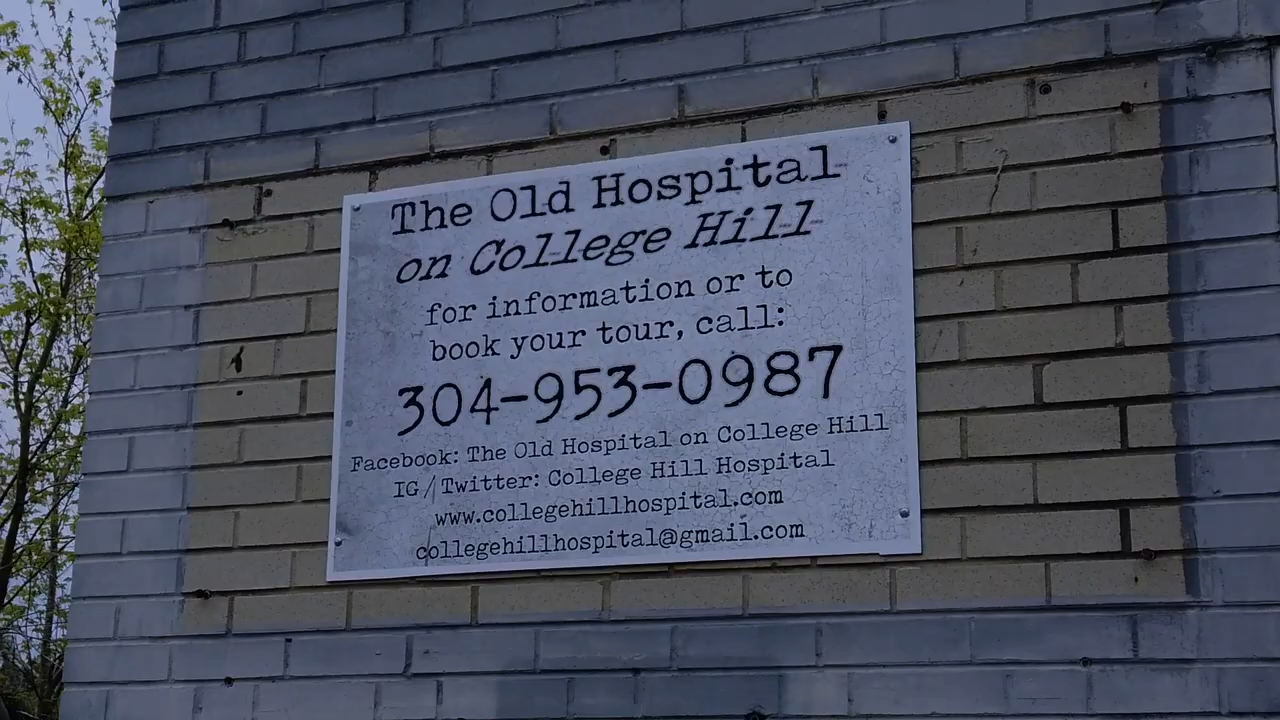 The Old Hospital
on College Hill
for information or to
book your tour, call:
304-953-0987
Facebook: The Old Hospital on College Hill
IG/Twitter: College Hill Hospital
www.collegehillhospital.com
collegehillhospital@gmail.com